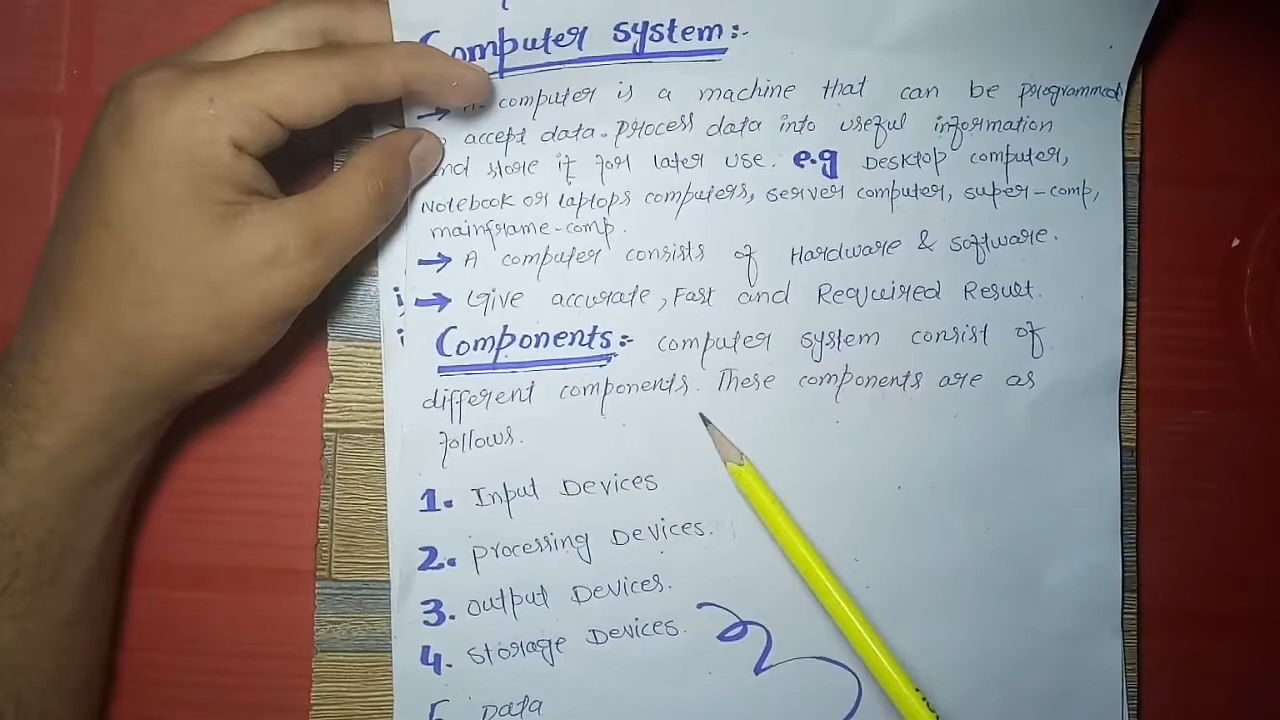 Computer system:-
→ A computer is a machine that can be programmed
accept data. process data into useful information
and store it for later use. e.g Desktop computer,
Notebook or laptops computers, server computer, super-comp,
mainframe-comp.
→ A computer consists of Hardware & software.
→ Give accurate, Fast and Required Result.
Components:- computer system consist of
different components. These components are as
follows.
1. Input Devices
2. processing Devices.
3. output Devices.
4. storage Devices.
5. Data